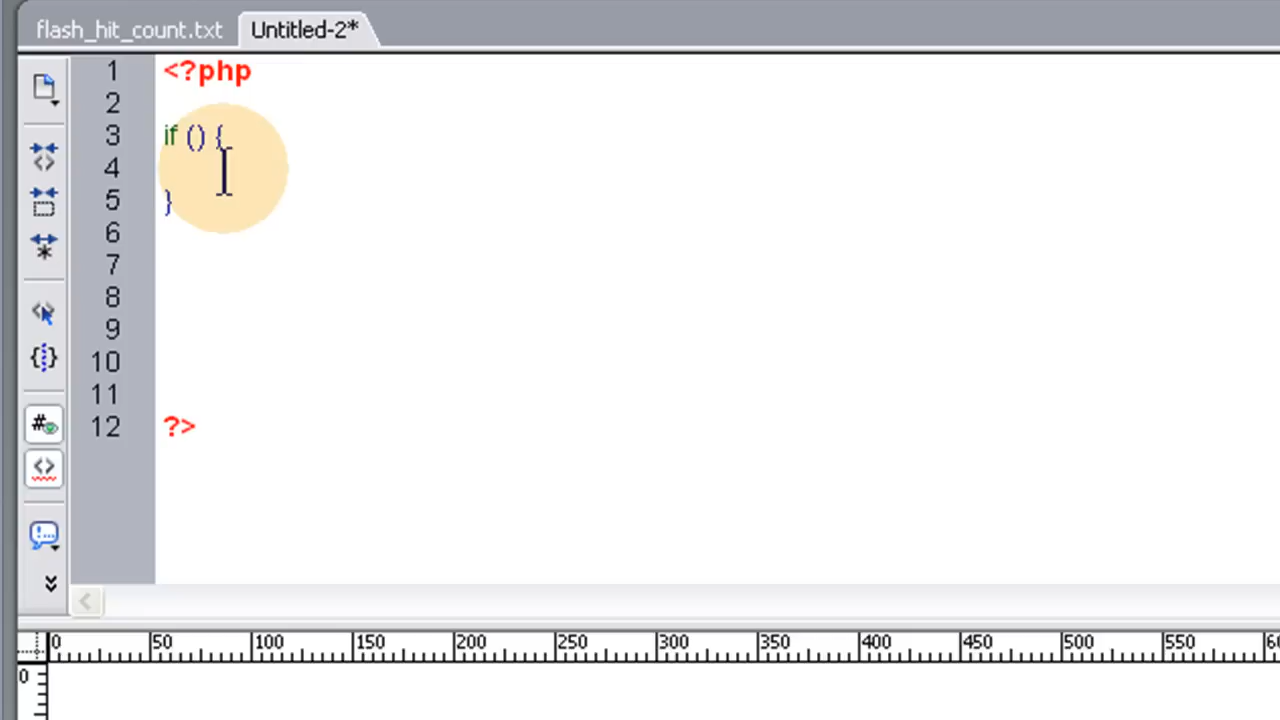 flash_hit_count.txt Untitled-2*
1 <?php
2
3 if () {
4
5 }
6
7
8
9
10
11
12 ?>
0 50 100 150 200 250 300 350 400 450 500 550
0